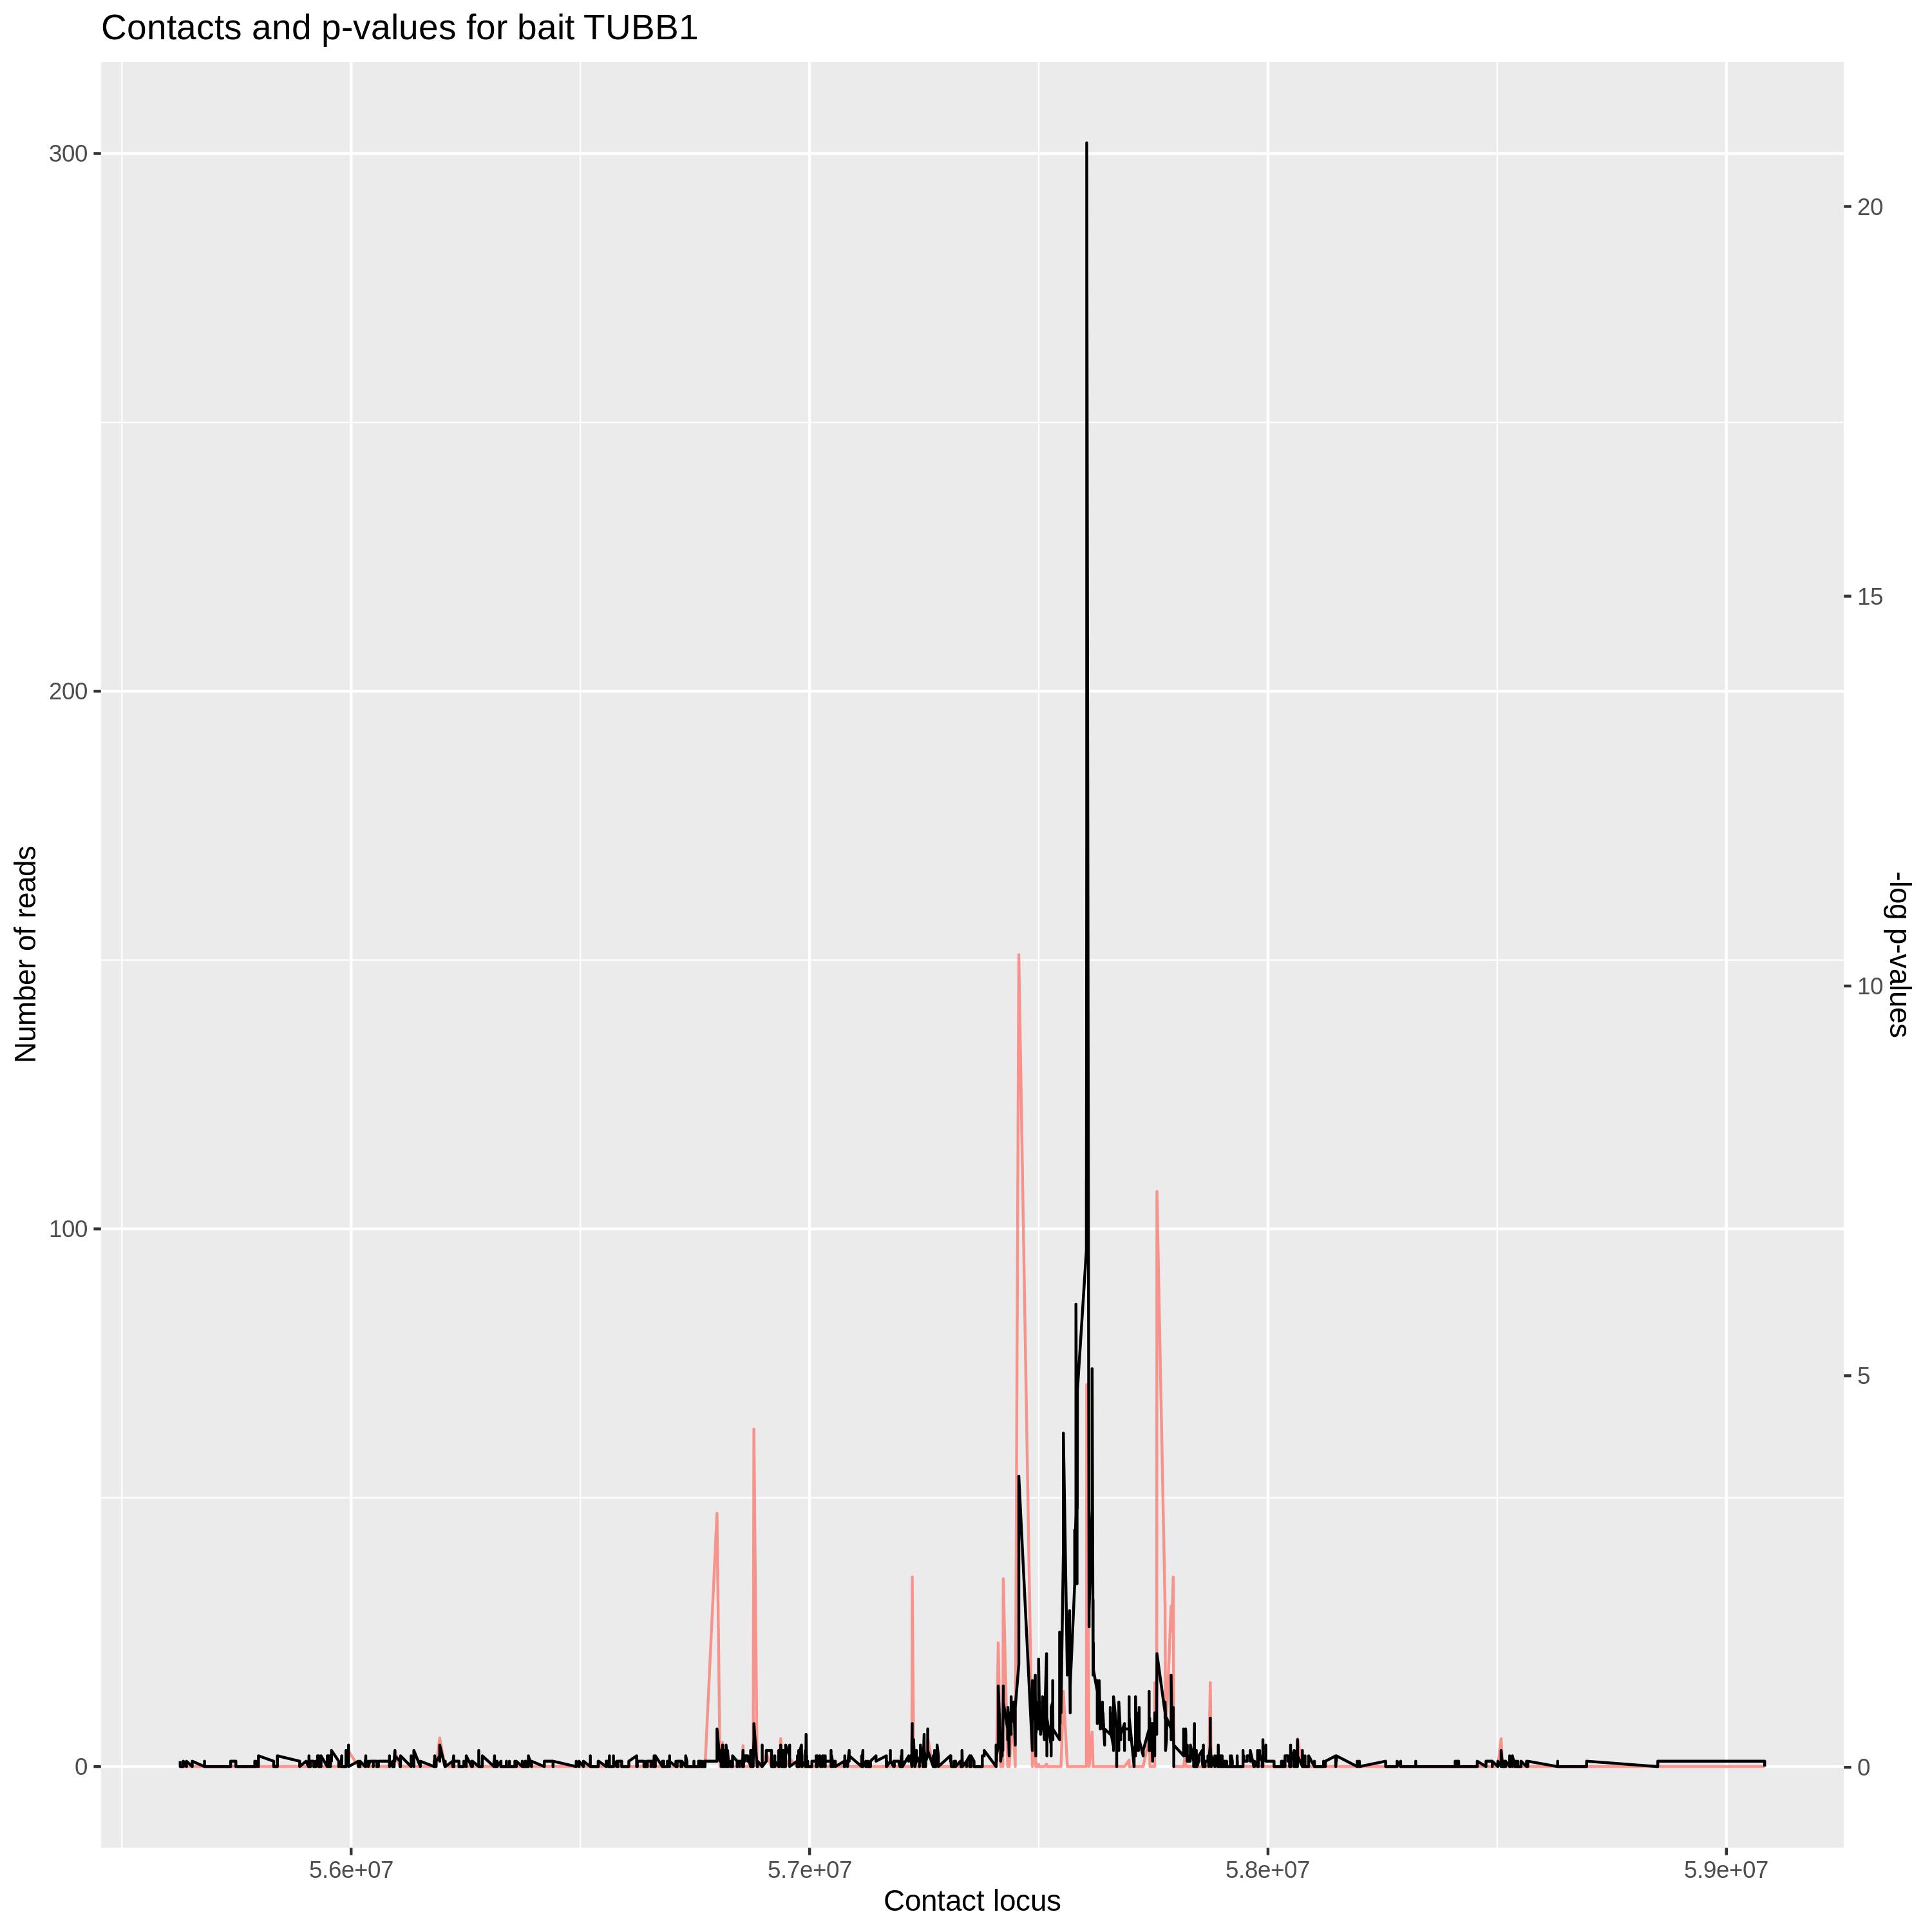 Contacts and p-values for bait TUBB1
300
200
100
0
Number of reads
20
15
10
5
0
-log p-values
5.6e+07
5.7e+07
5.8e+07
5.9e+07
Contact locus